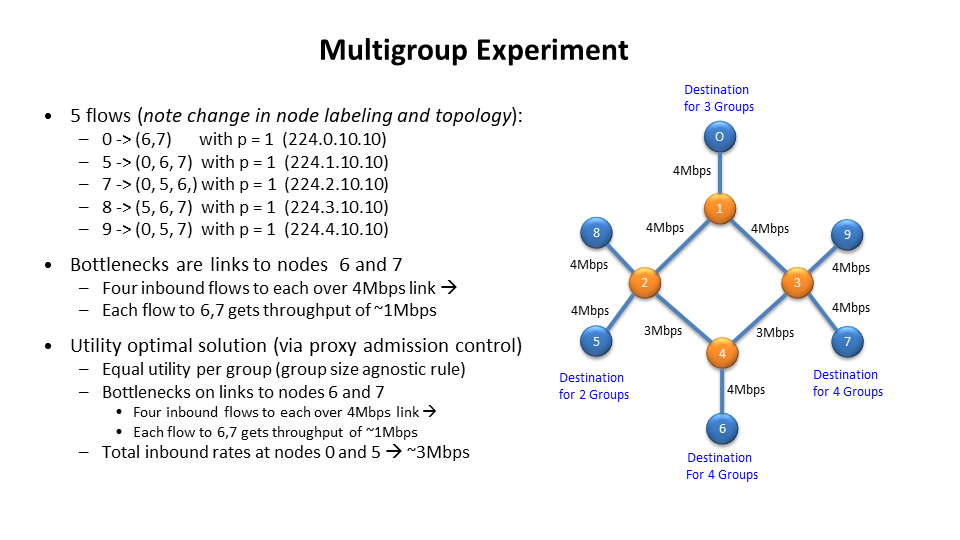 Multigroup Experiment
• 5 flows (note change in node labeling and topology):
– 0 -> (6,7) with p = 1 (224.0.10.10)
– 5 -> (0, 6, 7) with p = 1 (224.1.10.10)
– 7 -> (0, 5, 6,) with p = 1 (224.2.10.10)
– 8 -> (5, 6, 7) with p = 1 (224.3.10.10)
– 9 -> (0, 5, 7) with p = 1 (224.4.10.10)
• Bottlenecks are links to nodes 6 and 7
– Four inbound flows to each over 4Mbps link →
– Each flow to 6,7 gets throughput of ~1Mbps
• Utility optimal solution (via proxy admission control)
– Equal utility per group (group size agnostic rule)
– Bottlenecks on links to nodes 6 and 7
• Four inbound flows to each over 4Mbps link →
• Each flow to 6,7 gets throughput of ~1Mbps
– Total inbound rates at nodes 0 and 5 → ~3Mbps
Destination
for 3 Groups
0
4Mbps
1
4Mbps
4Mbps
8
9
4Mbps
4Mbps
2
3
4Mbps
4Mbps
3Mbps
3Mbps
5
7
4
Destination
for 2 Groups
Destination
for 4 Groups
4Mbps
6
Destination
For 4 Groups